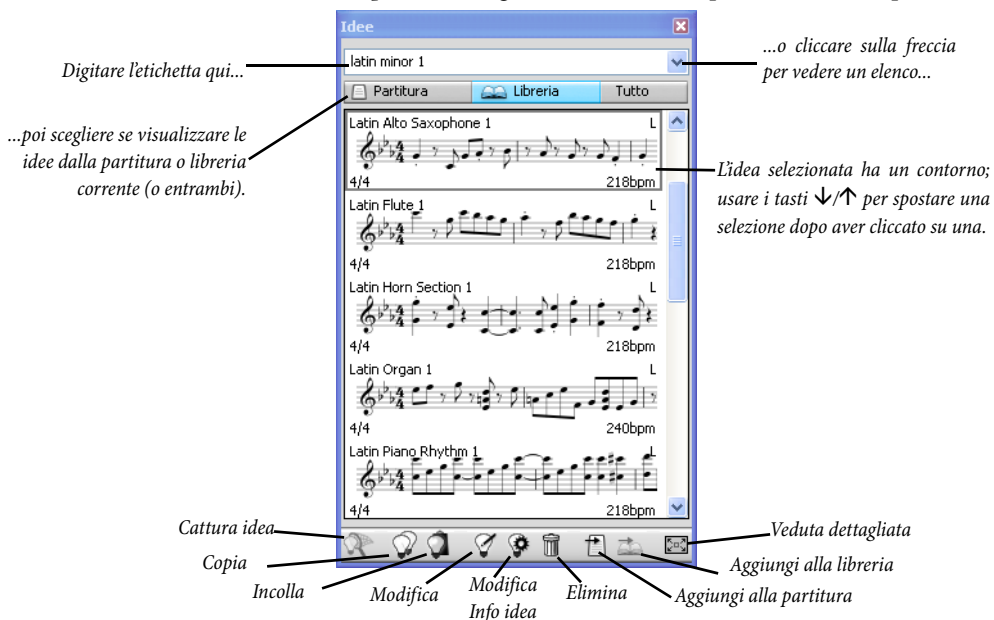 Idee
latin minor 1
Partitura Libreria Tutto
Digitare l'etichetta qui...
...o cliccare sulla freccia
per vedere un elenco...
...poi scegliere se visualizzare le
idee dalla partitura o libreria
corrente (o entrambi).
Latin Alto Saxophone 1 L
4/4 218bpm
L'idea selezionata ha un contorno;
usare i tasti ↓/↑ per spostare una
selezione dopo aver cliccato su una.
Latin Flute 1 L
4/4 218bpm
Latin Horn Section 1 L
4/4 218bpm
Latin Organ 1 L
4/4 240bpm
Latin Piano Rhythm 1 L
4/4 218bpm
Cattura idea
Copia
Incolla
Modifica
Modifica
Info idea
Elimina
Aggiungi alla partitura
Aggiungi alla libreria
Veduta dettagliata